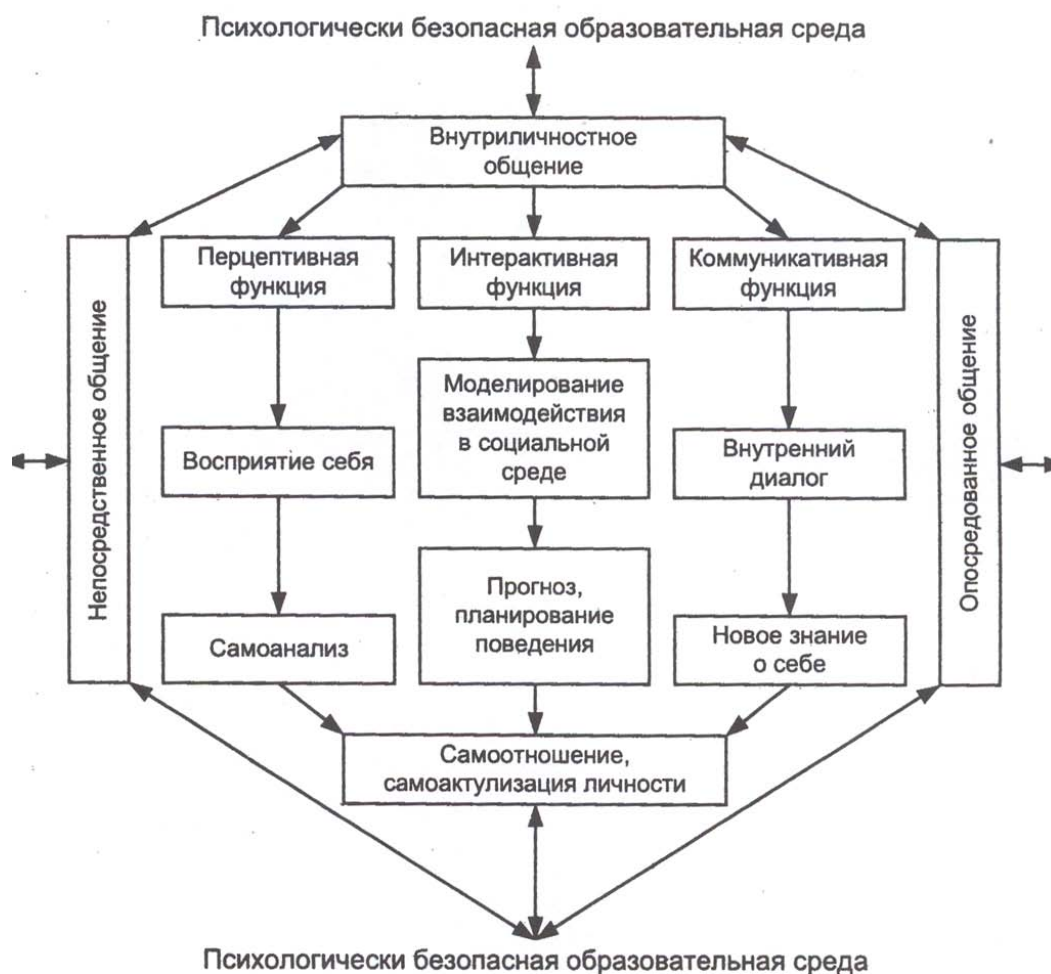 Психологически безопасная образовательная среда
Внутриличностное
общение
Непосредственное общение
Перцептивная
функция
Интерактивная
функция
Коммуникативная
функция
Опосредованное общение
Моделирование
взаимодействия
в социальной
среде
Восприятие себя
Внутренний
диалог
Прогноз,
планирование
поведения
Самоанализ
Новое знание
о себе
Самоотношение,
самоактулизация личности
Психологически безопасная образовательная среда